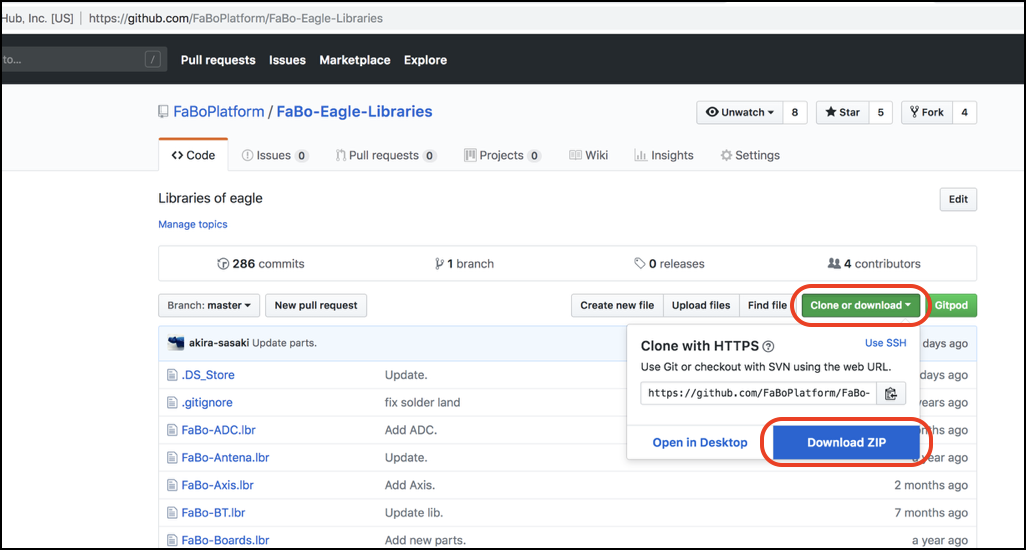 Hub, Inc. [US] | https://github.com/FaBoPlatform/FaBo-Eagle-Libraries
to... / Pull requests Issues Marketplace Explore
FaBoPlatform / FaBo-Eagle-Libraries Unwatch 8 Star 5 Fork 4
Code Issues 0 Pull requests 0 Projects 0 Wiki Insights Settings
Libraries of eagle Edit
Manage topics
286 commits 1 branch 0 releases 4 contributors
Branch: master New pull request Create new file Upload files Find file Clone or download Gitpod
akira-sasaki Update parts. days ago
Clone with HTTPS ? Use SSH
Use Git or checkout with SVN using the web URL.
https://github.com/FaBoPlatform/FaBo-
Open in Desktop Download ZIP
.DS_Store Update. days ago
.gitignore fix solder land years ago
FaBo-ADC.lbr Add ADC. nths ago
FaBo-Antena.lbr Update. a year ago
FaBo-Axis.lbr Add Axis. 2 months ago
FaBo-BT.lbr Update lib. 7 months ago
FaBo-Boards.lbr Add new parts. a year ago